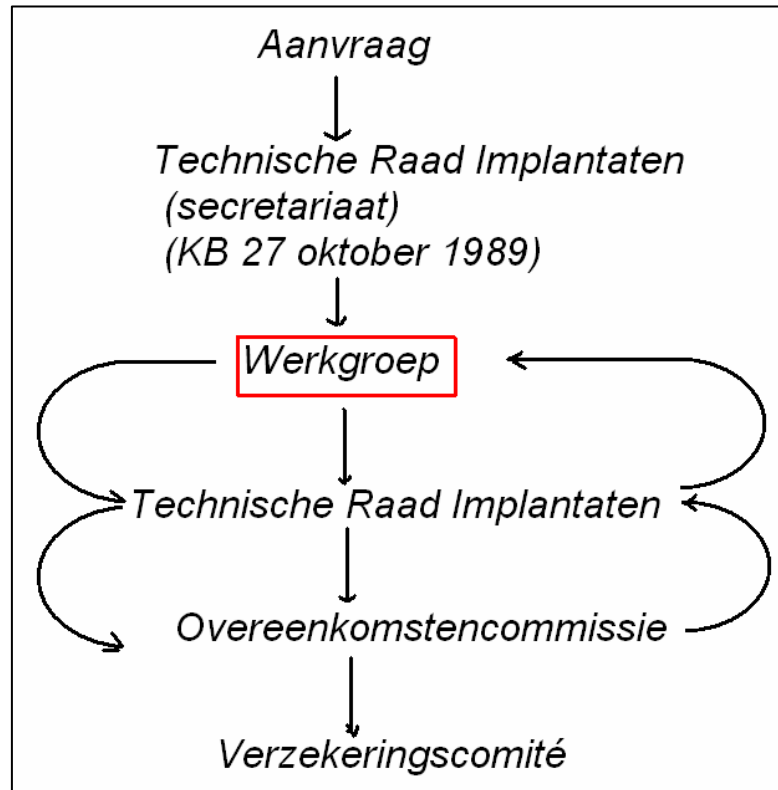 Aanvraag
Technische Raad Implantaten
(secretariaat)
(KB 27 oktober 1989)
Werkgroep
Technische Raad Implantaten
Overeenkomstencommissie
Verzekeringscomité